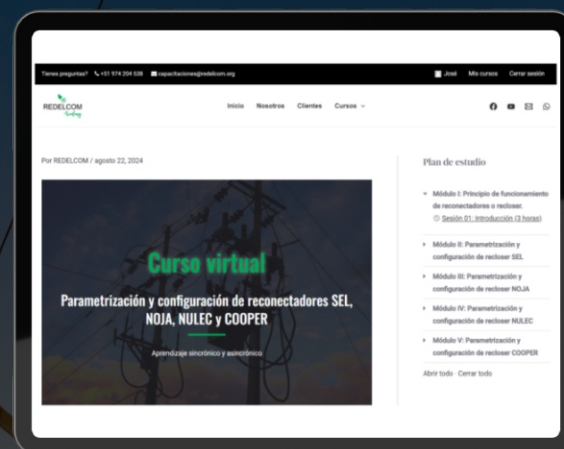 Tienes preguntas? +51 974 204 538 capacitaciones@redelcom.org
José Mis cursos Cerrar sesión
REDELCOM
Inicio Nosotros Clientes Cursos
Por REDELCOM / agosto 22, 2024
Curso virtual
Parametrización y configuración de reconectadores SEL,
NOJA, NULEC y COOPER
Aprendizaje sincrónico y asincrónico
Plan de estudio
Módulo I: Principio de funcionamiento
de reconectadores o recloser.
Sesión 01: Introducción (3 horas)
Módulo II: Parametrización y
configuración de recloser SEL
Módulo III: Parametrización y
configuración de recloser NOJA
Módulo IV: Parametrización y
configuración de recloser NULEC
Módulo V: Parametrización y
configuración de recloser COOPER
Abrir todo · Cerrar todo